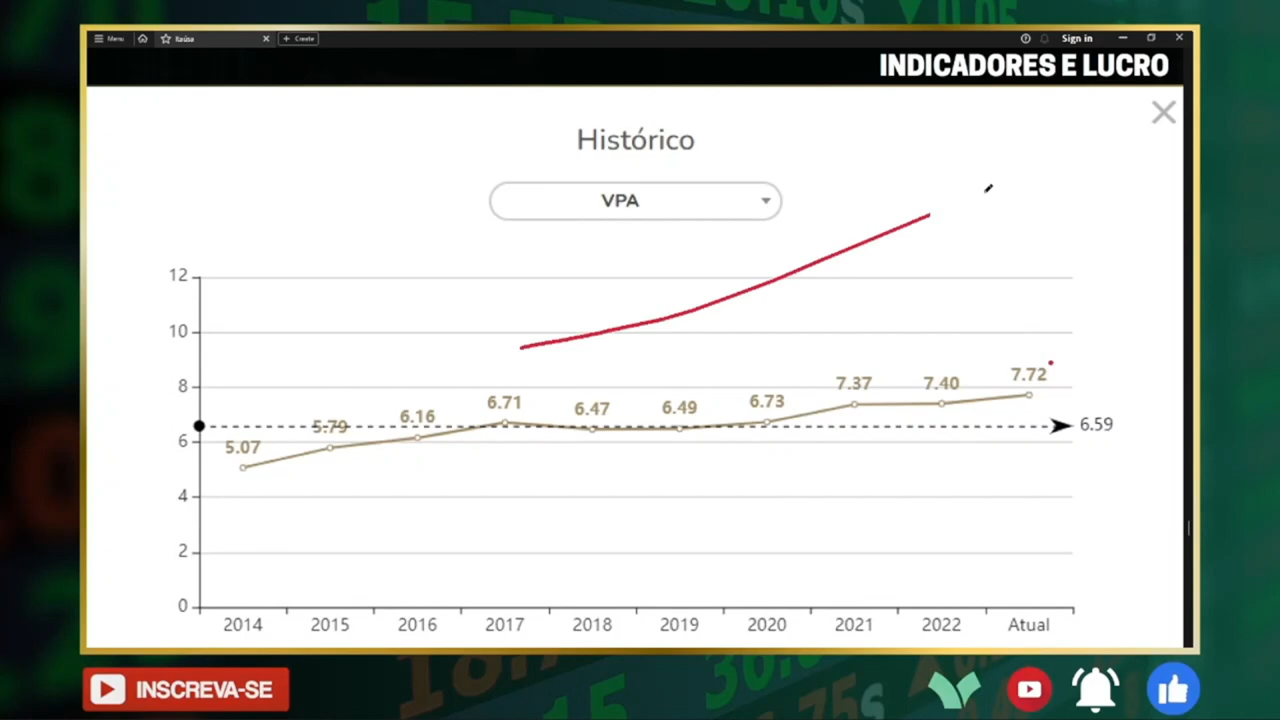 Menu
Itaúsa
Create
Sign in
INDICADORES E LUCRO
Histórico
VPA
12
10
8
6
4
2
0
5.07
5.79
6.16
6.71
6.47
6.49
6.73
7.37
7.40
7.72
6.59
2014 2015 2016 2017 2018 2019 2020 2021 2022 Atual
INSCREVA-SE